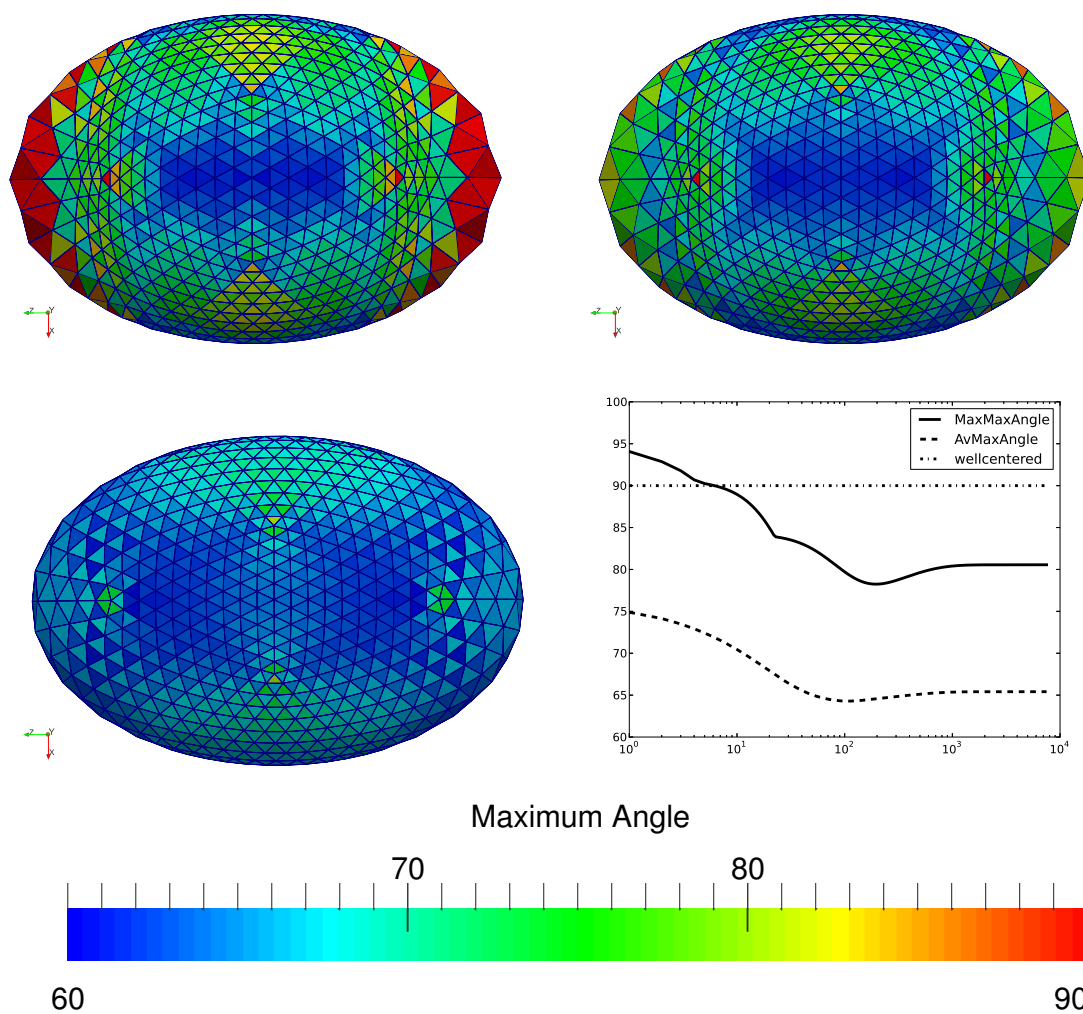 Z Y
X
Z Y
X
Z Y
X
100
95
90
85
80
75
70
65
60
10^0 10^1 10^2 10^3 10^4
MaxMaxAngle
AvMaxAngle
wellcentered
Maximum Angle
70 80
60 90